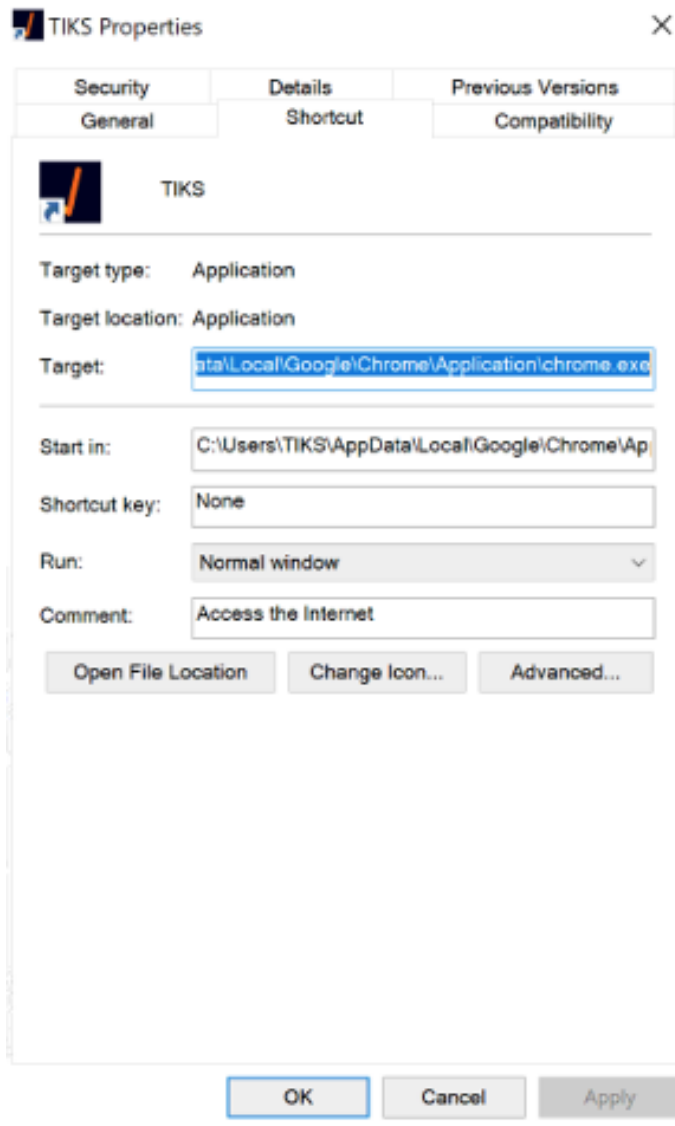 TIKS Properties
Security Details Previous Versions
General Shortcut Compatibility
TIKS
Target type: Application
Target location: Application
Target: ata\Local\Google\Chrome\Application\chrome.exe
Start in: C:\Users\TIKS\AppData\Local\Google\Chrome\Ap
Shortcut key: None
Run: Normal window
Comment: Access the Internet
Open File Location Change Icon... Advanced...
OK Cancel Apply